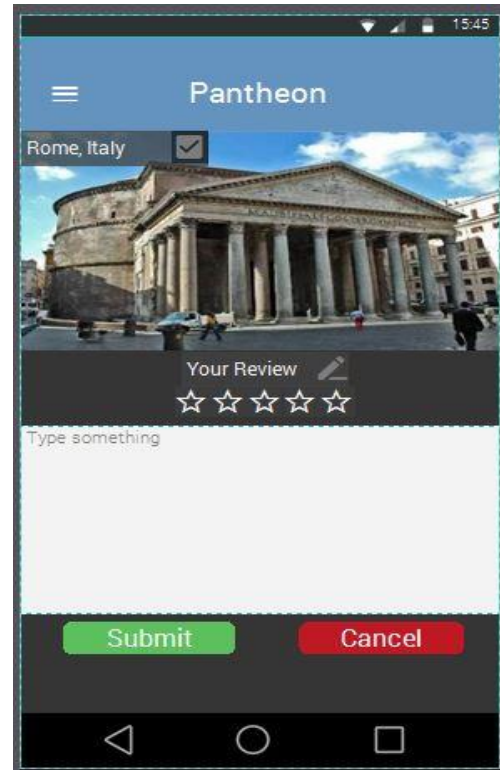 15:45
Pantheon
Rome, Italy
Your Review
Type something
Submit
Cancel